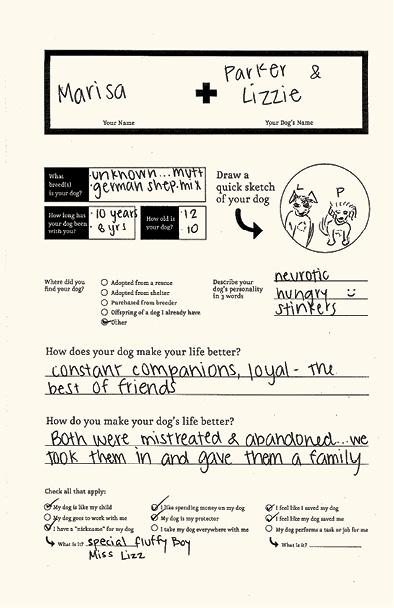 Marisa
+
Parker &
Lizzie
Your Name
Your Dog's Name
What
breed(s)
is your dog?
·unknown...mutt
·german shep.mix
Draw a
quick sketch
of your dog
L
P
How long has
your dog been
with you?
·10 years
· 8 yrs
How old is
your dog?
·12
·10
Where did you
find your dog?
Adopted from a rescue
Adopted from shelter
Purchased from breeder
Offspring of a dog I already have
Other
Describe your
dog's personality
in 3 words
neurotic
hungry :)
stinkers
How does your dog make your life better?
constant companions, loyal - the
best of friends
How do you make your dog's life better?
Both were mistreated & abandoned...we
took them in and gave them a family
Check all that apply:
My dog is like my child
My dog goes to work with me
I have a "nickname" for my dog
What is it? special fluffy Boy
Miss Lizz
I like spending money on my dog
My dog is my protector
I take my dog everywhere with me
I feel like I saved my dog
I feel like my dog saved me
My dog performs a task or job for me
What is it?